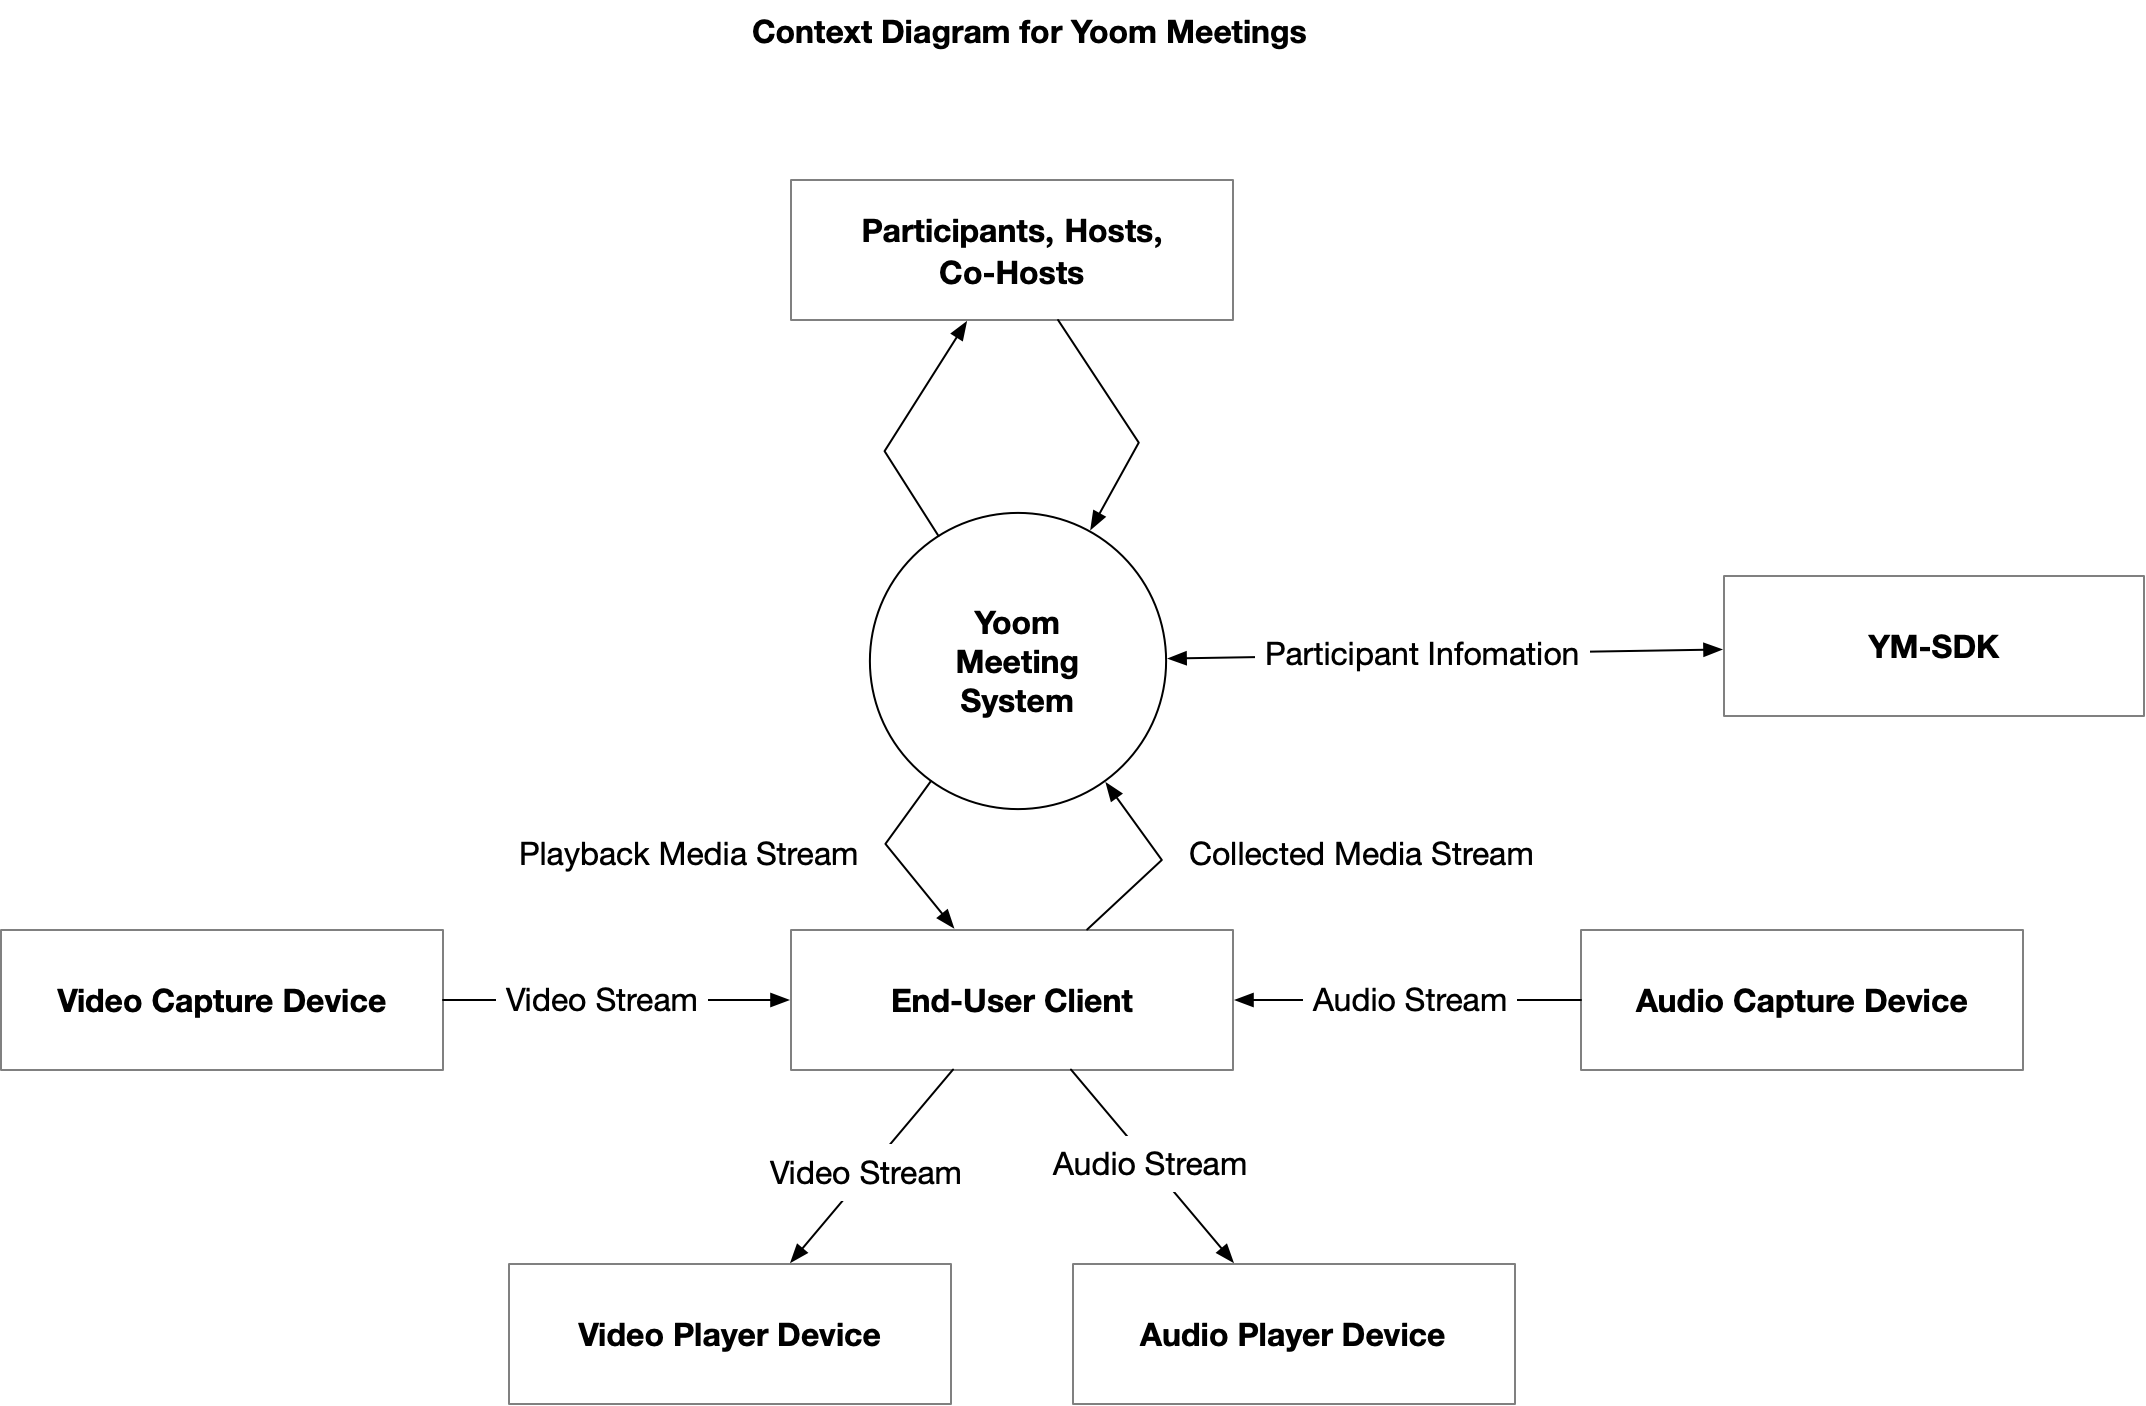 Context Diagram for Yoom Meetings
Participants, Hosts,
Co-Hosts
Yoom
Meeting
System
Participant Infomation
YM-SDK
Playback Media Stream
Collected Media Stream
Video Capture Device
Video Stream
End-User Client
Audio Stream
Audio Capture Device
Video Stream
Audio Stream
Video Player Device
Audio Player Device